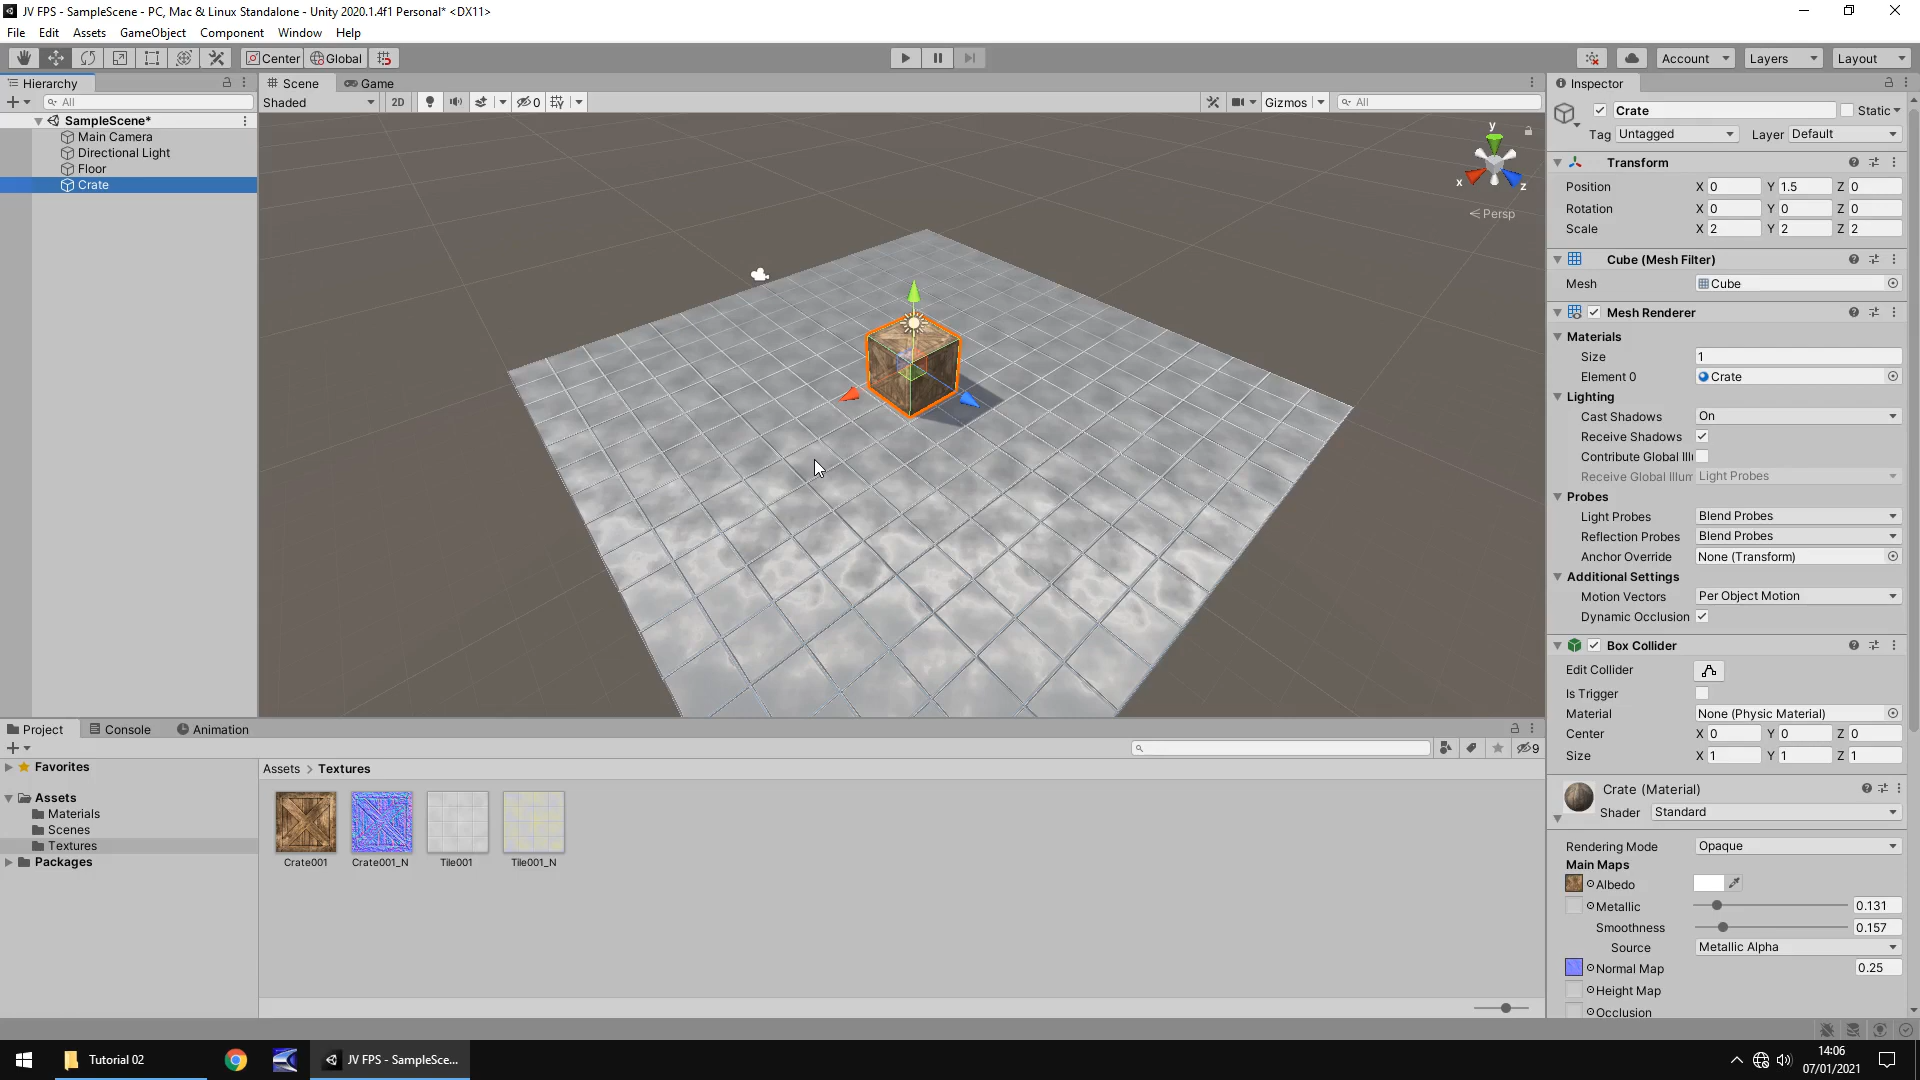 JV FPS - SampleScene - PC, Mac & Linux Standalone - Unity 2020.1.4f1 Personal* <DX11>
File Edit Assets GameObject Component Window Help
Center Global Account Layers Layout
Hierarchy
All
SampleScene*
Main Camera
Directional Light
Floor
Crate
Scene Game
Shaded 2D 0 Gizmos All
y
x
z
Persp
Inspector
Crate Static
Tag Untagged Layer Default
Transform
Position X 0 Y 1.5 Z 0
Rotation X 0 Y 0 Z 0
Scale X 2 Y 2 Z 2
Cube (Mesh Filter)
Mesh Cube
Mesh Renderer
Materials
Size 1
Element 0 Crate
Lighting
Cast Shadows On
Receive Shadows
Contribute Global Illu
Receive Global Illum Light Probes
Probes
Light Probes Blend Probes
Reflection Probes Blend Probes
Anchor Override None (Transform)
Additional Settings
Motion Vectors Per Object Motion
Dynamic Occlusion
Box Collider
Edit Collider
Is Trigger
Material None (Physic Material)
Center X 0 Y 0 Z 0
Size X 1 Y 1 Z 1
Crate (Material)
Shader Standard
Rendering Mode Opaque
Main Maps
Albedo
Metallic 0.131
Smoothness 0.157
Source Metallic Alpha
Normal Map 0.25
Height Map
Occlusion
Project Console Animation
9
Favorites
Assets
Materials
Scenes
Textures
Packages
Assets > Textures
Crate001 Crate001_N Tile001 Tile001_N
Tutorial 02 JV FPS - SampleSce...
14:06
07/01/2021